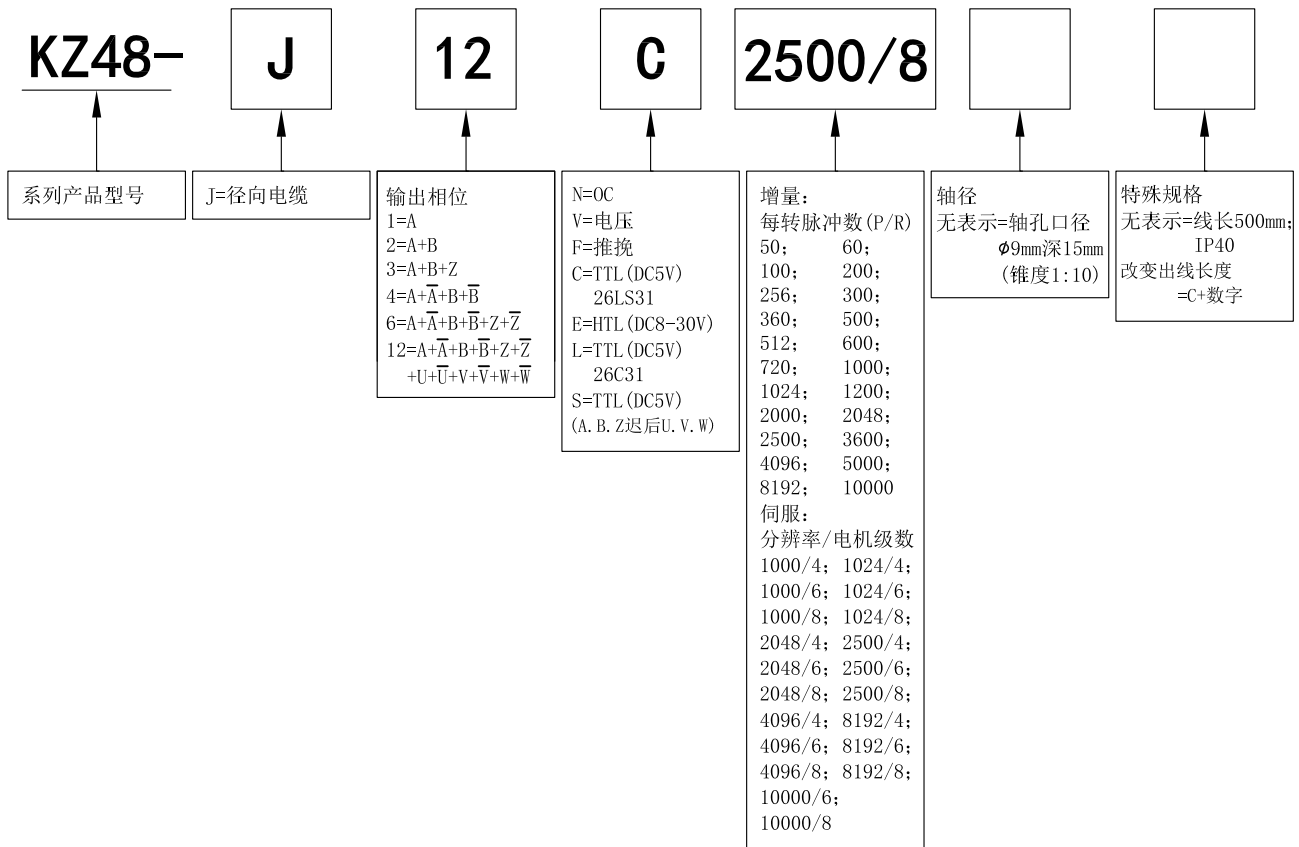 KZ48- J 12 C 2500/8
系列产品型号
J=径向电缆
输出相位
1=A
2=A+B
3=A+B+Z
4=A+A̅+B+B̅
6=A+A̅+B+B̅+Z+Z̅
12=A+A̅+B+B̅+Z+Z̅
+U+U̅+V+V̅+W+W̅
N=OC
V=电压
F=推挽
C=TTL(DC5V)
26LS31
E=HTL(DC8-30V)
L=TTL(DC5V)
26C31
S=TTL(DC5V)
(A.B.Z迟后U.V.W)
增量:
每转脉冲数(P/R)
50; 60;
100; 200;
256; 300;
360; 500;
512; 600;
720; 1000;
1024; 1200;
2000; 2048;
2500; 3600;
4096; 5000;
8192; 10000
伺服:
分辨率/电机级数
1000/4; 1024/4;
1000/6; 1024/6;
1000/8; 1024/8;
2048/4; 2500/4;
2048/6; 2500/6;
2048/8; 2500/8;
4096/4; 8192/4;
4096/6; 8192/6;
4096/8; 8192/8;
10000/6;
10000/8
轴径
无表示=轴孔口径
Φ9mm深15mm
(锥度1:10)
特殊规格
无表示=线长500mm;
IP40
改变出线长度
=C+数字